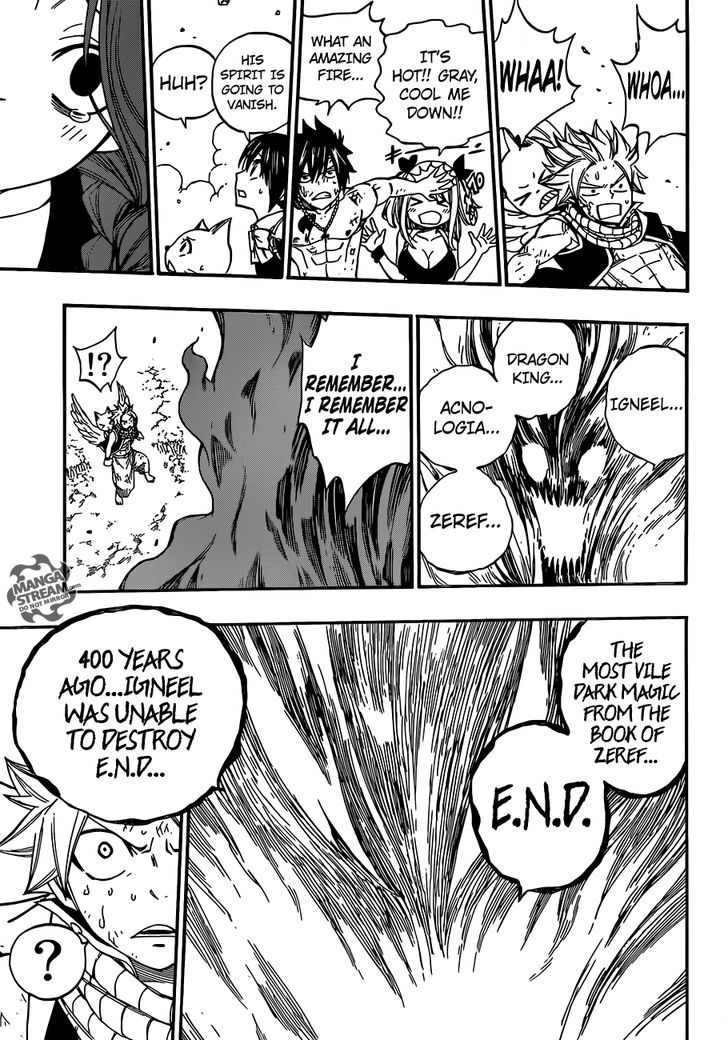 WHOA...
WHAA!
IT'S
HOT!! GRAY,
COOL ME
DOWN!!
WHAT AN
AMAZING
FIRE...
HIS
SPIRIT IS
GOING TO
VANISH.
HUH?
IGNEEL...
DRAGON
KING...
ACNO-
LOGIA...
ZEREF...
I
REMEMBER...
I REMEMBER
IT ALL...
!?
MANGA
STREAM.com
DO NOT MIRROR
THE
MOST VILE
DARK MAGIC
FROM THE
BOOK OF
ZEREF...
E.N.D.
400 YEARS
AGO...IGNEEL
WAS UNABLE
TO DESTROY
E.N.D...
?